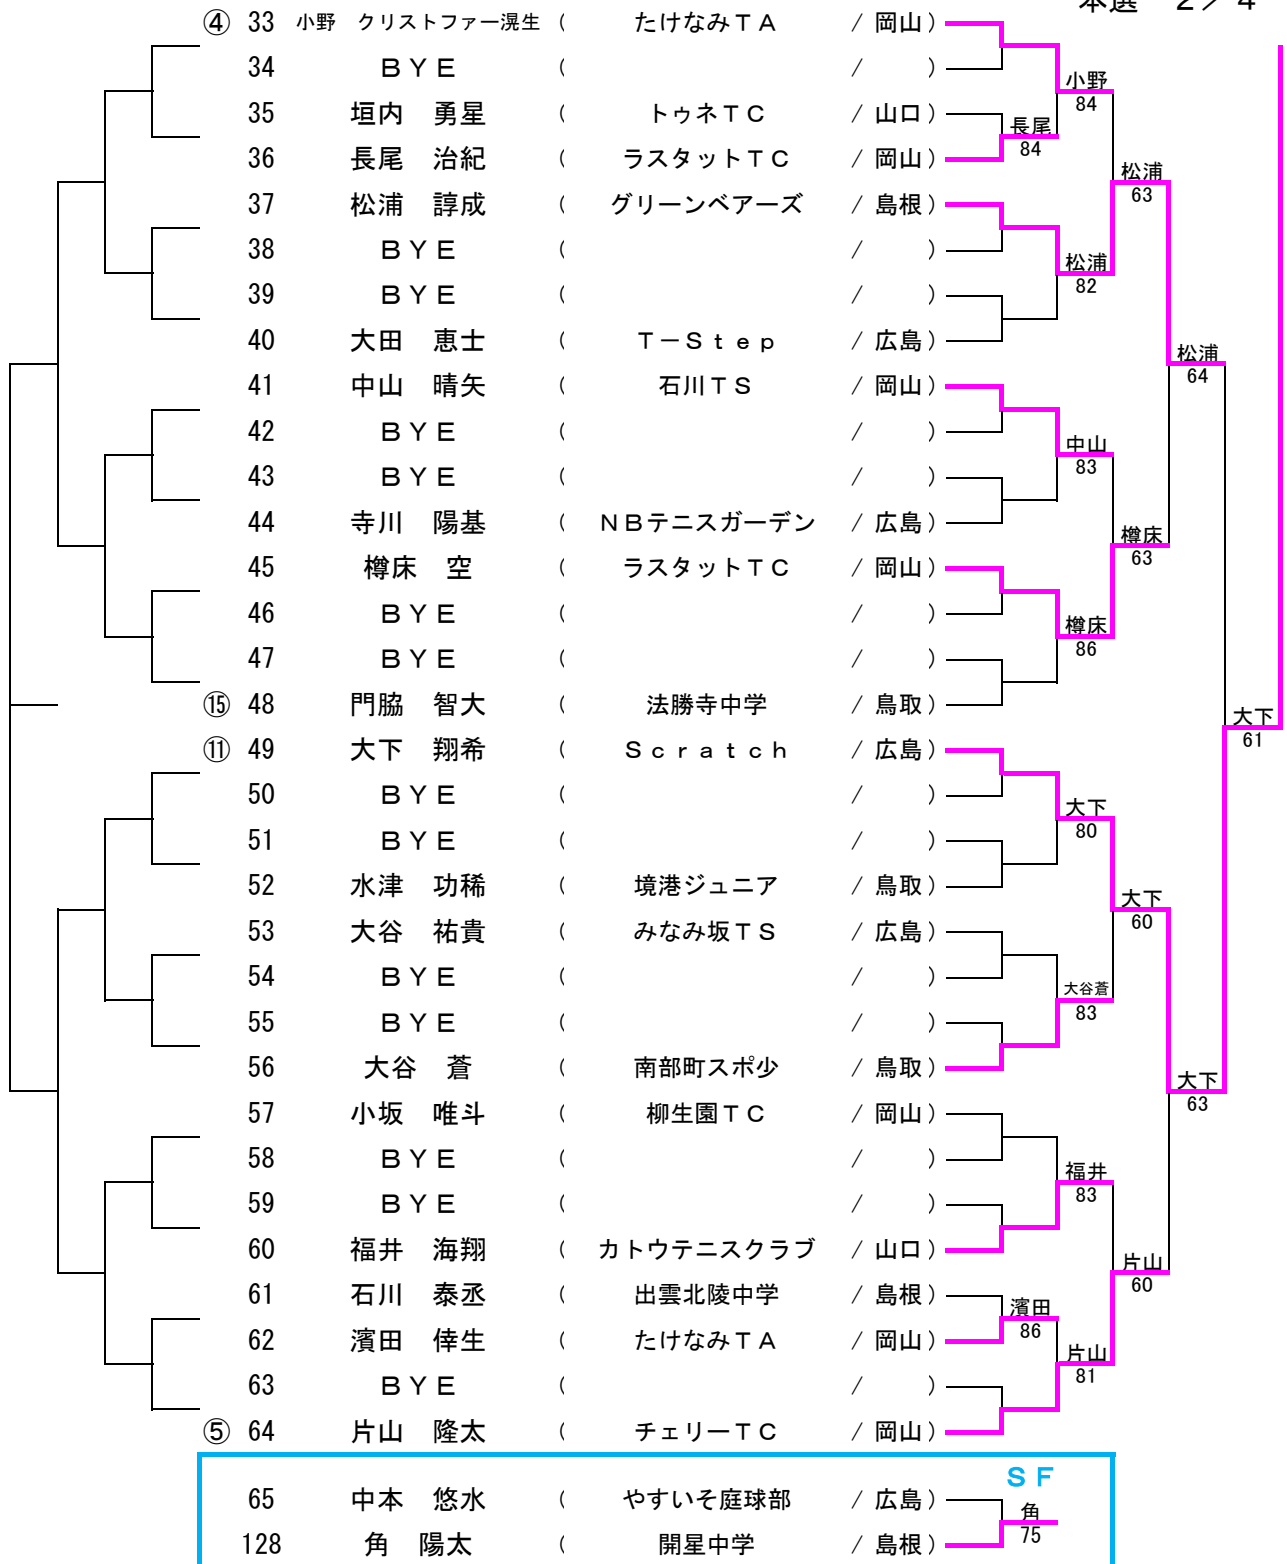 本選 2/4
④ 33 小野 クリストファー滉生 ( たけなみTA / 岡山 )
34 BYE ( / )
小野
84
35 垣内 勇星 ( トゥネTC / 山口 )
長尾
84
36 長尾 治紀 ( ラスタットTC / 岡山 )
松浦
63
37 松浦 諄成 ( グリーンベアーズ / 島根 )
38 BYE ( / )
松浦
82
39 BYE ( / )
40 大田 恵士 ( T-Step / 広島 )
松浦
64
41 中山 晴矢 ( 石川TS / 岡山 )
42 BYE ( / )
中山
83
43 BYE ( / )
44 寺川 陽基 ( NBテニスガーデン / 広島 )
樽床
63
45 樽床 空 ( ラスタットTC / 岡山 )
46 BYE ( / )
樽床
86
47 BYE ( / )
⑮ 48 門脇 智大 ( 法勝寺中学 / 鳥取 )
大下
61
⑪ 49 大下 翔希 ( Scratch / 広島 )
50 BYE ( / )
大下
80
51 BYE ( / )
52 水津 功稀 ( 境港ジュニア / 鳥取 )
大下
60
53 大谷 祐貴 ( みなみ坂TS / 広島 )
54 BYE ( / )
大谷蒼
83
55 BYE ( / )
56 大谷 蒼 ( 南部町スポ少 / 鳥取 )
大下
63
57 小坂 唯斗 ( 柳生園TC / 岡山 )
58 BYE ( / )
福井
83
59 BYE ( / )
60 福井 海翔 ( カトウテニスクラブ / 山口 )
片山
60
61 石川 泰丞 ( 出雲北陵中学 / 島根 )
濱田
86
62 濱田 倖生 ( たけなみTA / 岡山 )
片山
81
63 BYE ( / )
⑤ 64 片山 隆太 ( チェリーTC / 岡山 )
SF
65 中本 悠水 ( やすいそ庭球部 / 広島 )
角
75
128 角 陽太 ( 開星中学 / 島根 )